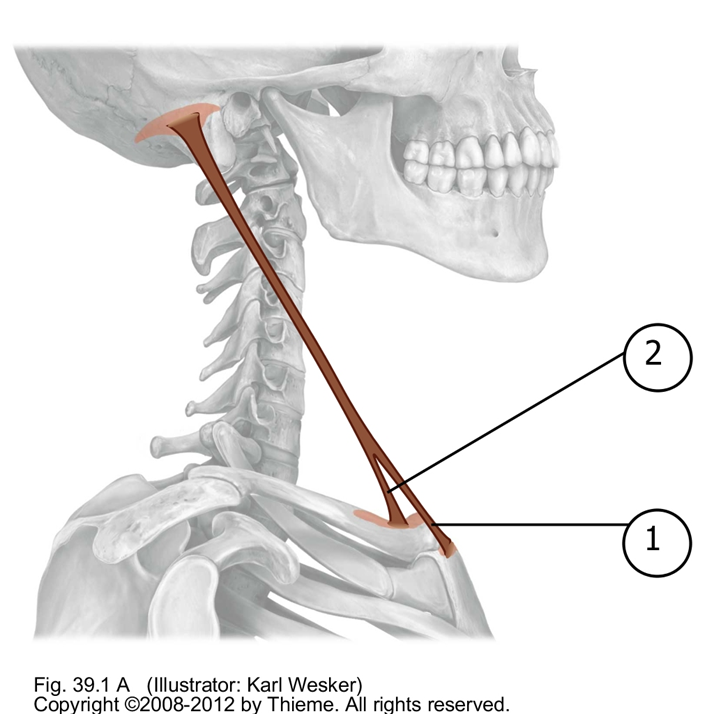 2
1
Fig. 39.1 A (Illustrator: Karl Wesker)
Copyright ©2008-2012 by Thieme. All rights reserved.